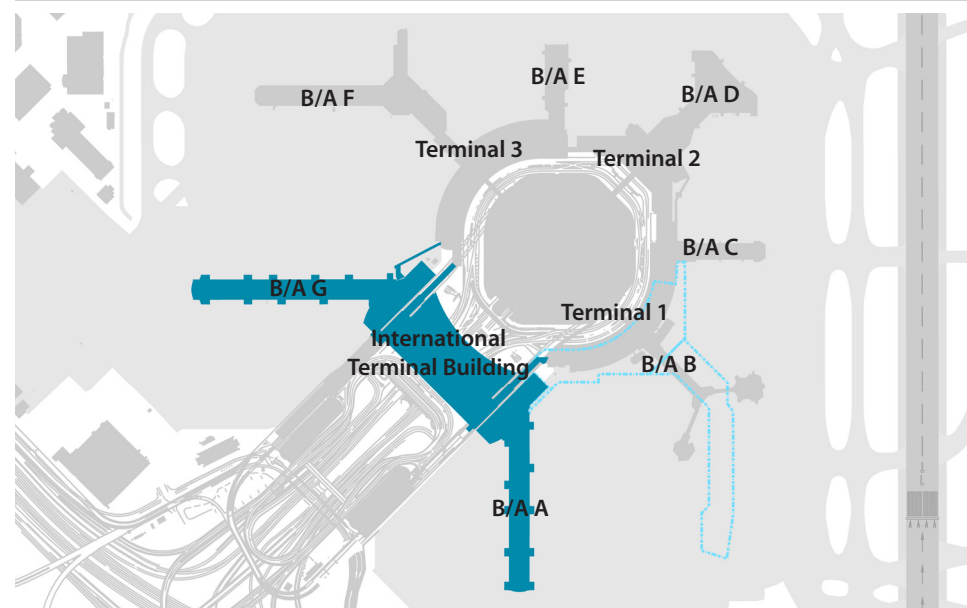 B/A E
B/A F
B/A D
Terminal 3
Terminal 2
B/A C
B/A G
Terminal 1
International
Terminal Building
B/A B
B/A A